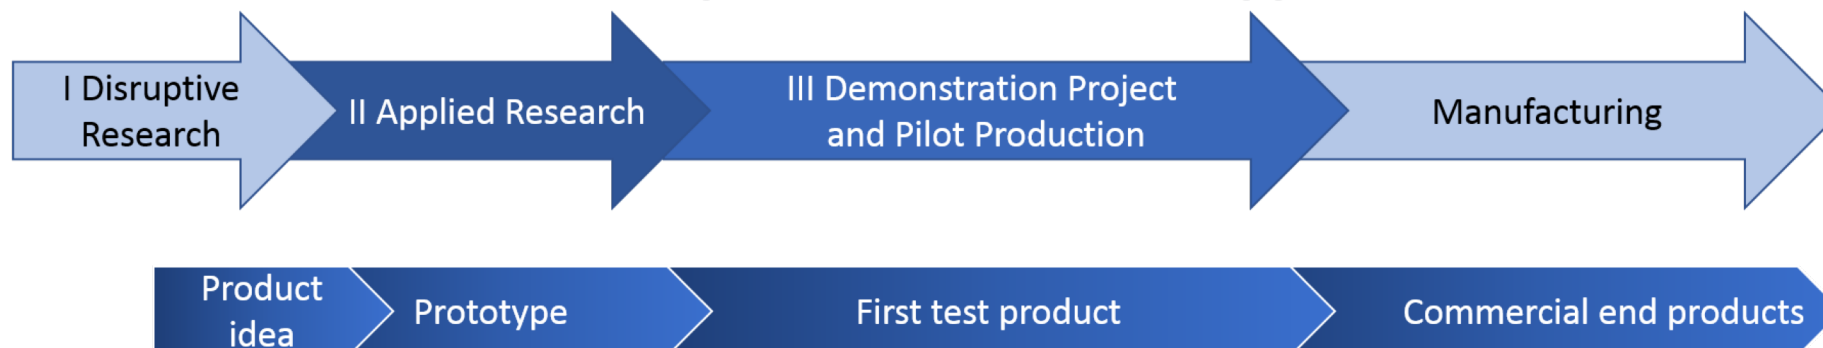 I Disruptive
Research
II Applied Research
III Demonstration Project
and Pilot Production
Manufacturing
Product
idea
Prototype
First test product
Commercial end products